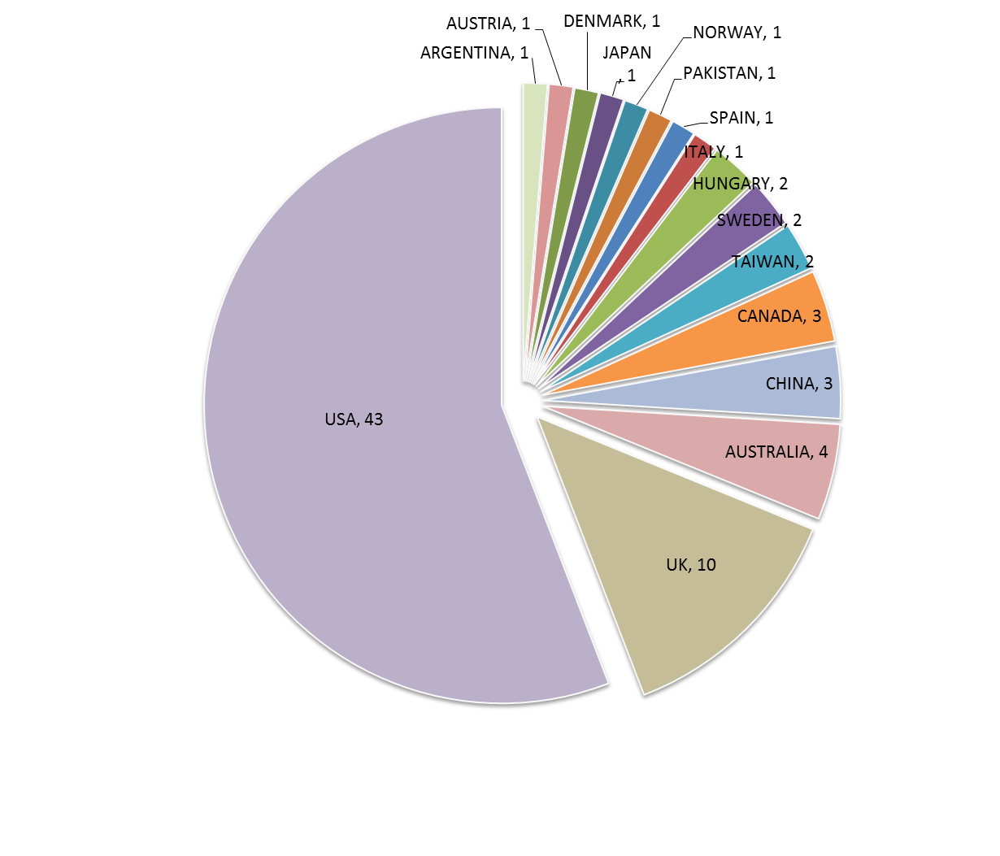 AUSTRIA, 1
DENMARK, 1
NORWAY, 1
ARGENTINA, 1
JAPAN
, 1
PAKISTAN, 1
SPAIN, 1
ITALY, 1
HUNGARY, 2
SWEDEN, 2
TAIWAN, 2
CANADA, 3
CHINA, 3
AUSTRALIA, 4
UK, 10
USA, 43